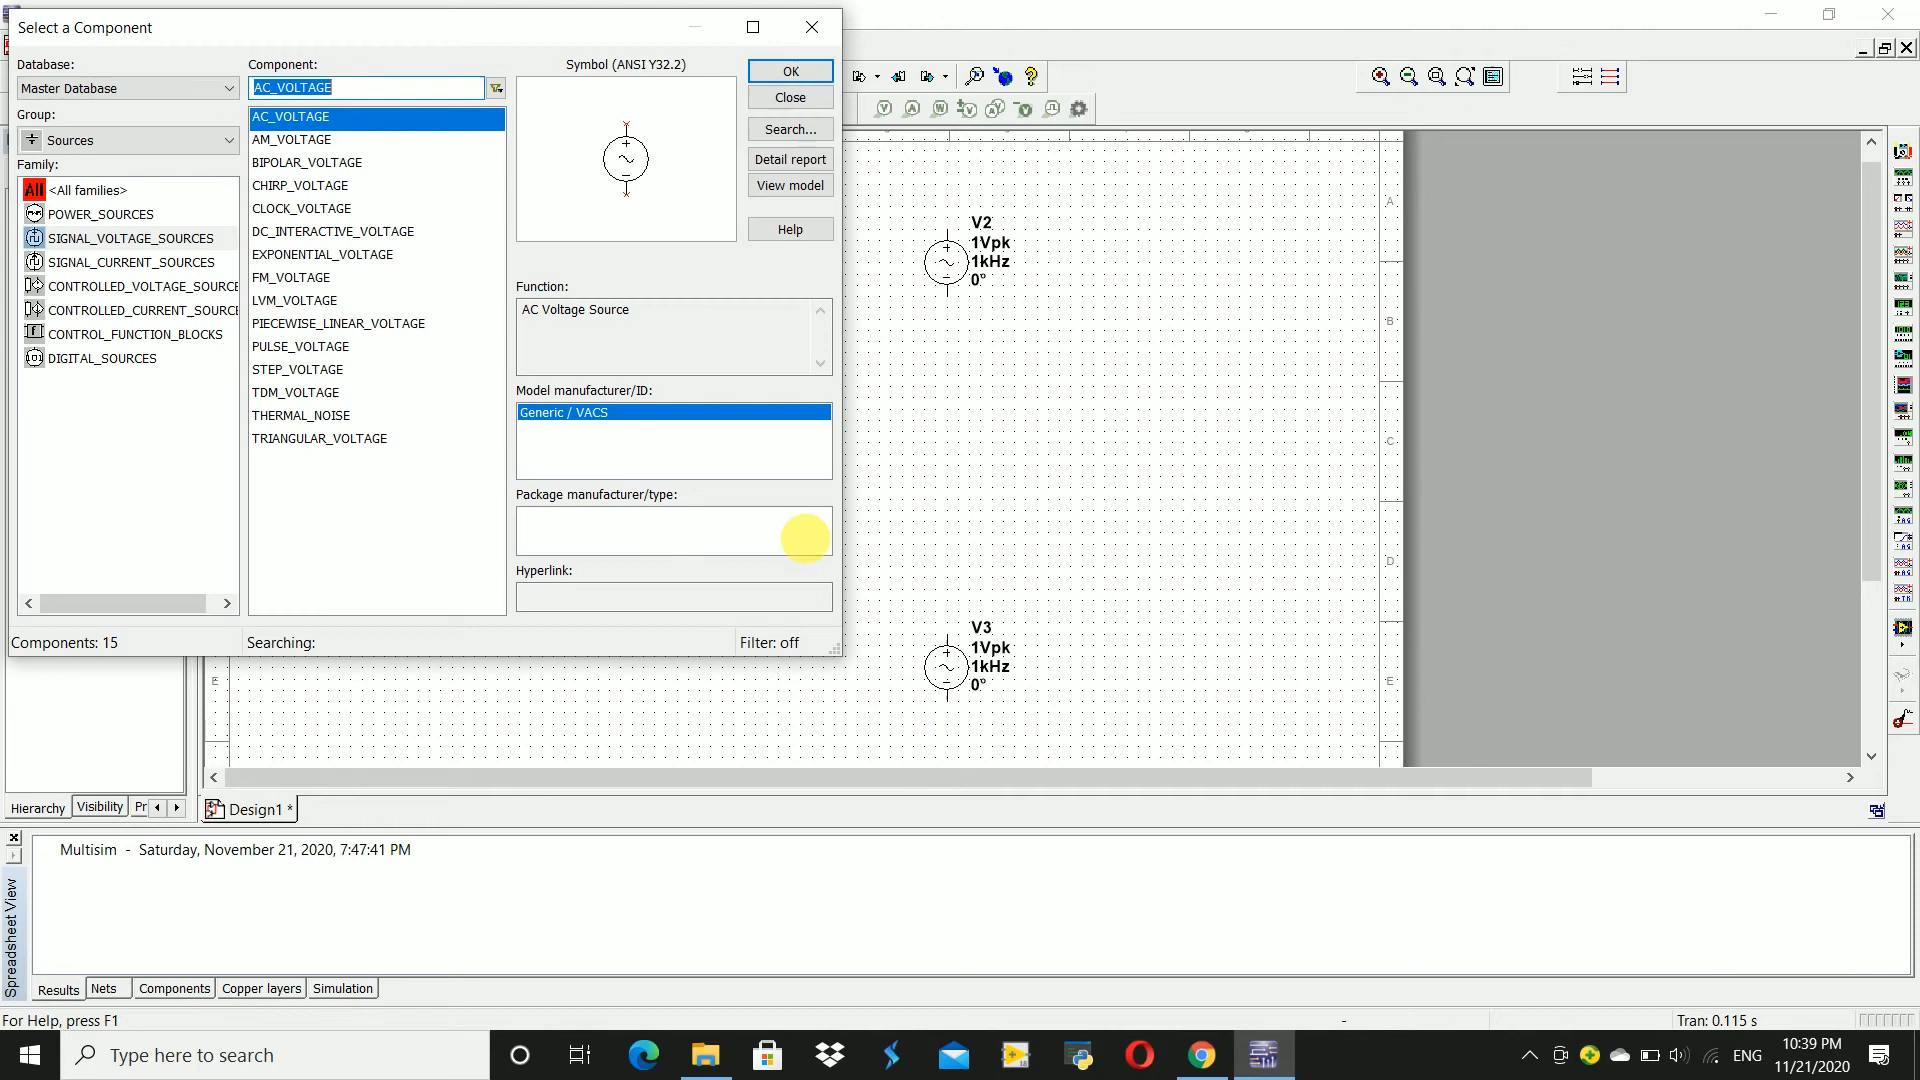 Select a Component
Database:
Master Database
Group:
Sources
Family:
All <All families>
POWER_SOURCES
SIGNAL_VOLTAGE_SOURCES
SIGNAL_CURRENT_SOURCES
CONTROLLED_VOLTAGE_SOURCE
CONTROLLED_CURRENT_SOURCE
CONTROL_FUNCTION_BLOCKS
DIGITAL_SOURCES
Component:
AC_VOLTAGE
AC_VOLTAGE
AM_VOLTAGE
BIPOLAR_VOLTAGE
CHIRP_VOLTAGE
CLOCK_VOLTAGE
DC_INTERACTIVE_VOLTAGE
EXPONENTIAL_VOLTAGE
FM_VOLTAGE
LVM_VOLTAGE
PIECEWISE_LINEAR_VOLTAGE
PULSE_VOLTAGE
STEP_VOLTAGE
TDM_VOLTAGE
THERMAL_NOISE
TRIANGULAR_VOLTAGE
Symbol (ANSI Y32.2)
OK
Close
Search...
Detail report
View model
Help
Function:
AC Voltage Source
Model manufacturer/ID:
Generic / VACS
Package manufacturer/type:
Hyperlink:
Components: 15
Searching:
Filter: off
V2
1Vpk
1kHz
0°
V3
1Vpk
1kHz
0°
A
B
C
D
E
E
Hierarchy
Visibility
Pr
Design1 *
Multisim - Saturday, November 21, 2020, 7:47:41 PM
Spreadsheet View
Results
Nets
Components
Copper layers
Simulation
For Help, press F1
-
Tran: 0.115 s
Type here to search
ENG
10:39 PM
11/21/2020